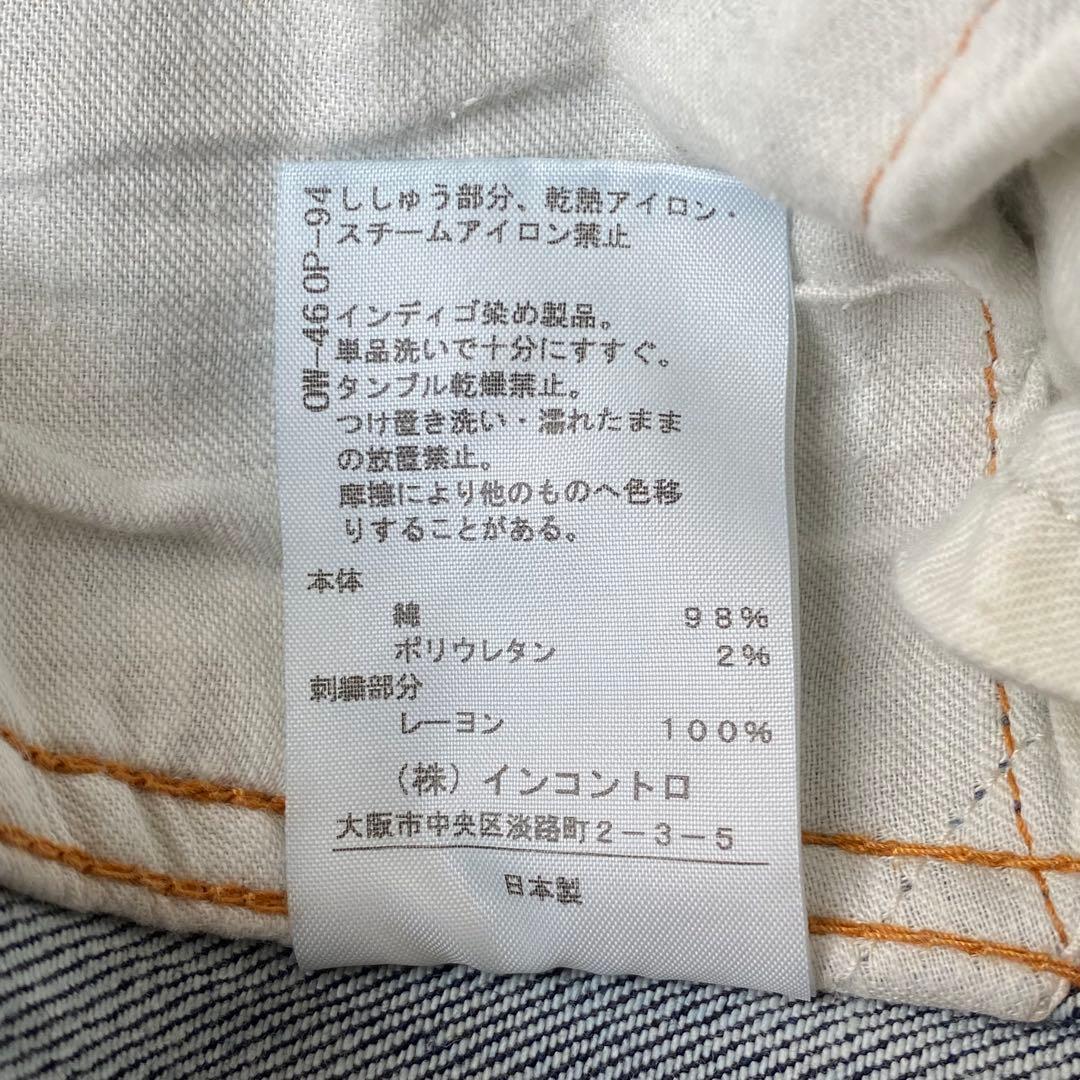 OW-46 OP-94
ししゅう部分、乾熱アイロン・
スチームアイロン禁止
インディゴ染め製品。
単品洗いで十分にすすぐ。
タンブル乾燥禁止。
つけ置き洗い・濡れたまま
の放置禁止。
摩擦により他のものへ色移
りすることがある。
本体
綿 98%
ポリウレタン 2%
刺繍部分
レーヨン 100%
(株)インコントロ
大阪市中央区淡路町2-3-5
日本製